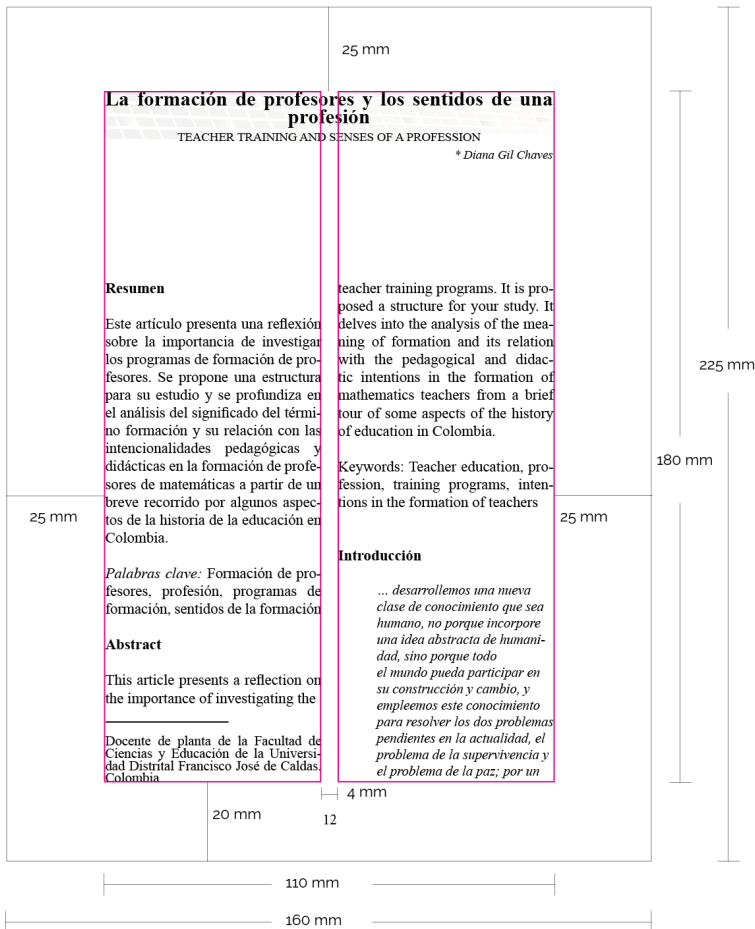 25 mm
La formación de profesores y los sentidos de una
profesión
TEACHER TRAINING AND SENSES OF A PROFESSION
* Diana Gil Chaves
Resumen
Este artículo presenta una reflexión
sobre la importancia de investigar
los programas de formación de pro-
fesores. Se propone una estructura
para su estudio y se profundiza en
el análisis del significado del térmi-
no formación y su relación con las
intencionalidades pedagógicas y
didácticas en la formación de profe-
sores de matemáticas a partir de un
breve recorrido por algunos aspec-
tos de la historia de la educación en
Colombia.
Palabras clave: Formación de pro-
fesores, profesión, programas de
formación, sentidos de la formación
Abstract
This article presents a reflection on
the importance of investigating the
Docente de planta de la Facultad de
Ciencias y Educación de la Universi-
dad Distrital Francisco José de Caldas.
Colombia
teacher training programs. It is pro-
posed a structure for your study. It
delves into the analysis of the mea-
ning of formation and its relation
with the pedagogical and didac-
tic intentions in the formation of
mathematics teachers from a brief
tour of some aspects of the history
of education in Colombia.
Keywords: Teacher education, pro-
fession, training programs, inten-
tions in the formation of teachers
Introducción
... desarrollemos una nueva
clase de conocimiento que sea
humano, no porque incorpore
una idea abstracta de humani-
dad, sino porque todo
el mundo pueda participar en
su construcción y cambio, y
empleemos este conocimiento
para resolver los dos problemas
pendientes en la actualidad, el
problema de la supervivencia y
el problema de la paz; por un
225 mm
180 mm
25 mm
25 mm
4 mm
20 mm
12
110 mm
160 mm